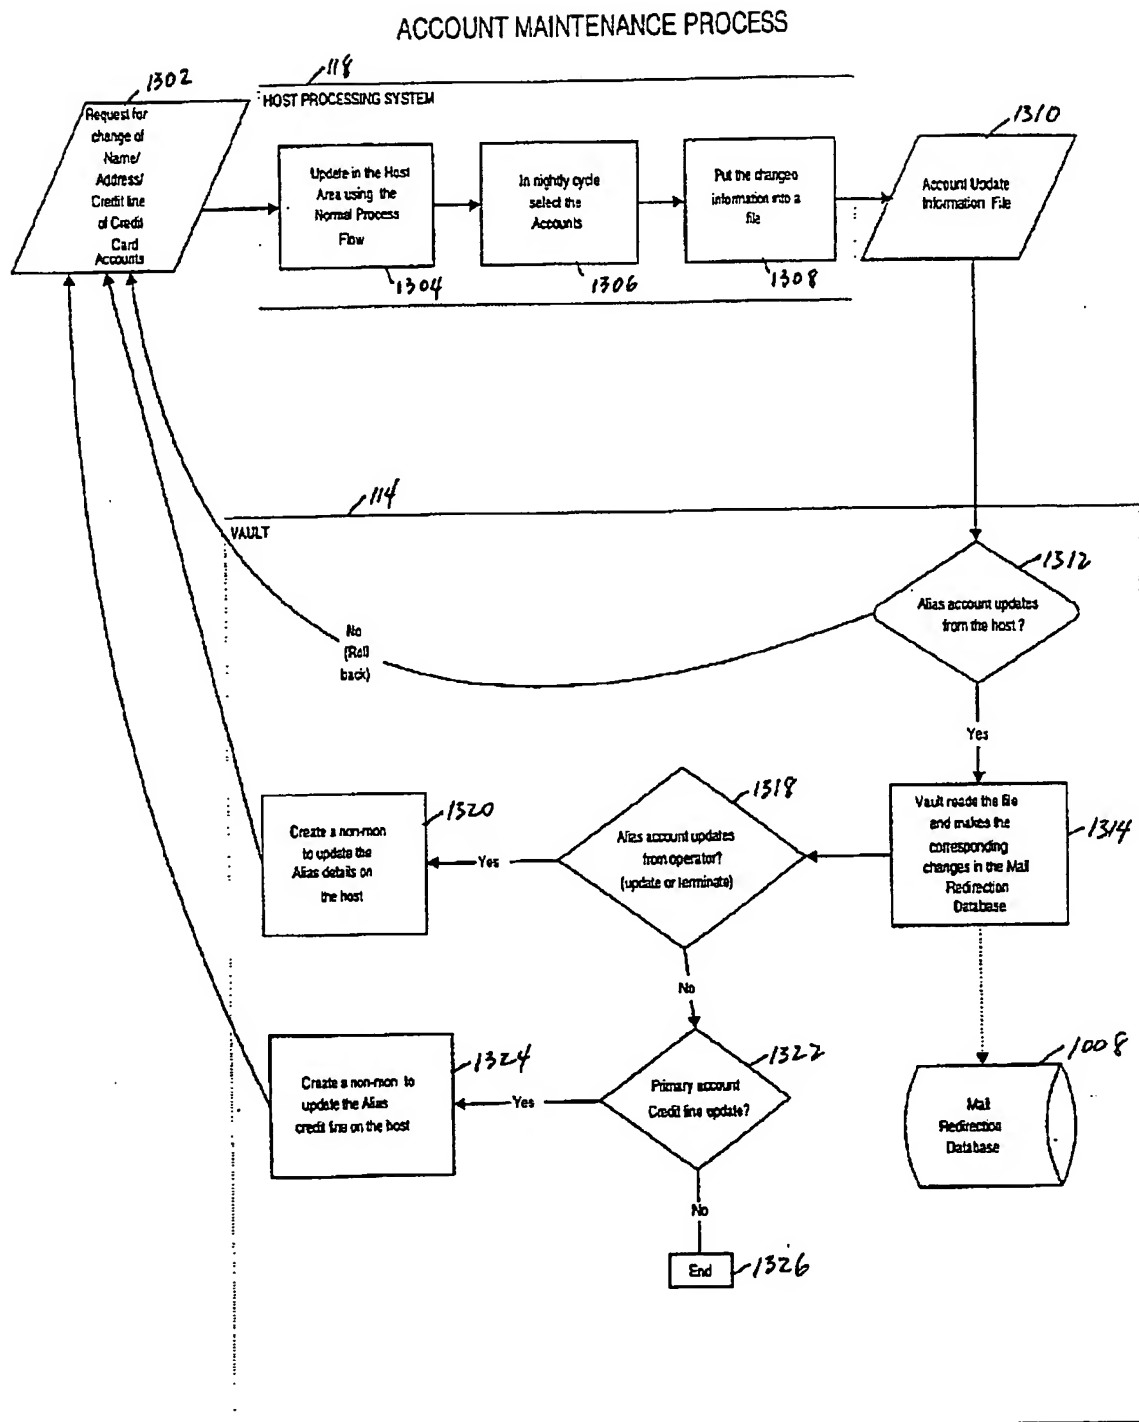 ACCOUNT MAINTENANCE PROCESS
1302
Request for
change of
Name/
Address/
Credit line
of Credit
Card
Accounts
118
HOST PROCESSING SYSTEM
Update in the Host
Area using the
Normal Process
Flow
1304
In nightly cycle
select the
Accounts
1306
Put the changed
information into a
file
1308
1310
Account Update
Information File
114
VAULT
1312
Alias account updates
from the host ?
No
(Roll
back)
Yes
Vault reads the file
and makes the
corresponding
changes in the Mail
Redirection
Database
1314
1318
Alias account updates
from operator?
(update or terminate)
Yes
1320
Create a non-mon
to update the
Alias details on
the host
No
1322
Primary account
Credit line update?
Yes
1324
Create a non-mon to
update the Alias
credit line on the host
1008
Mail
Redirection
Database
No
End
1326